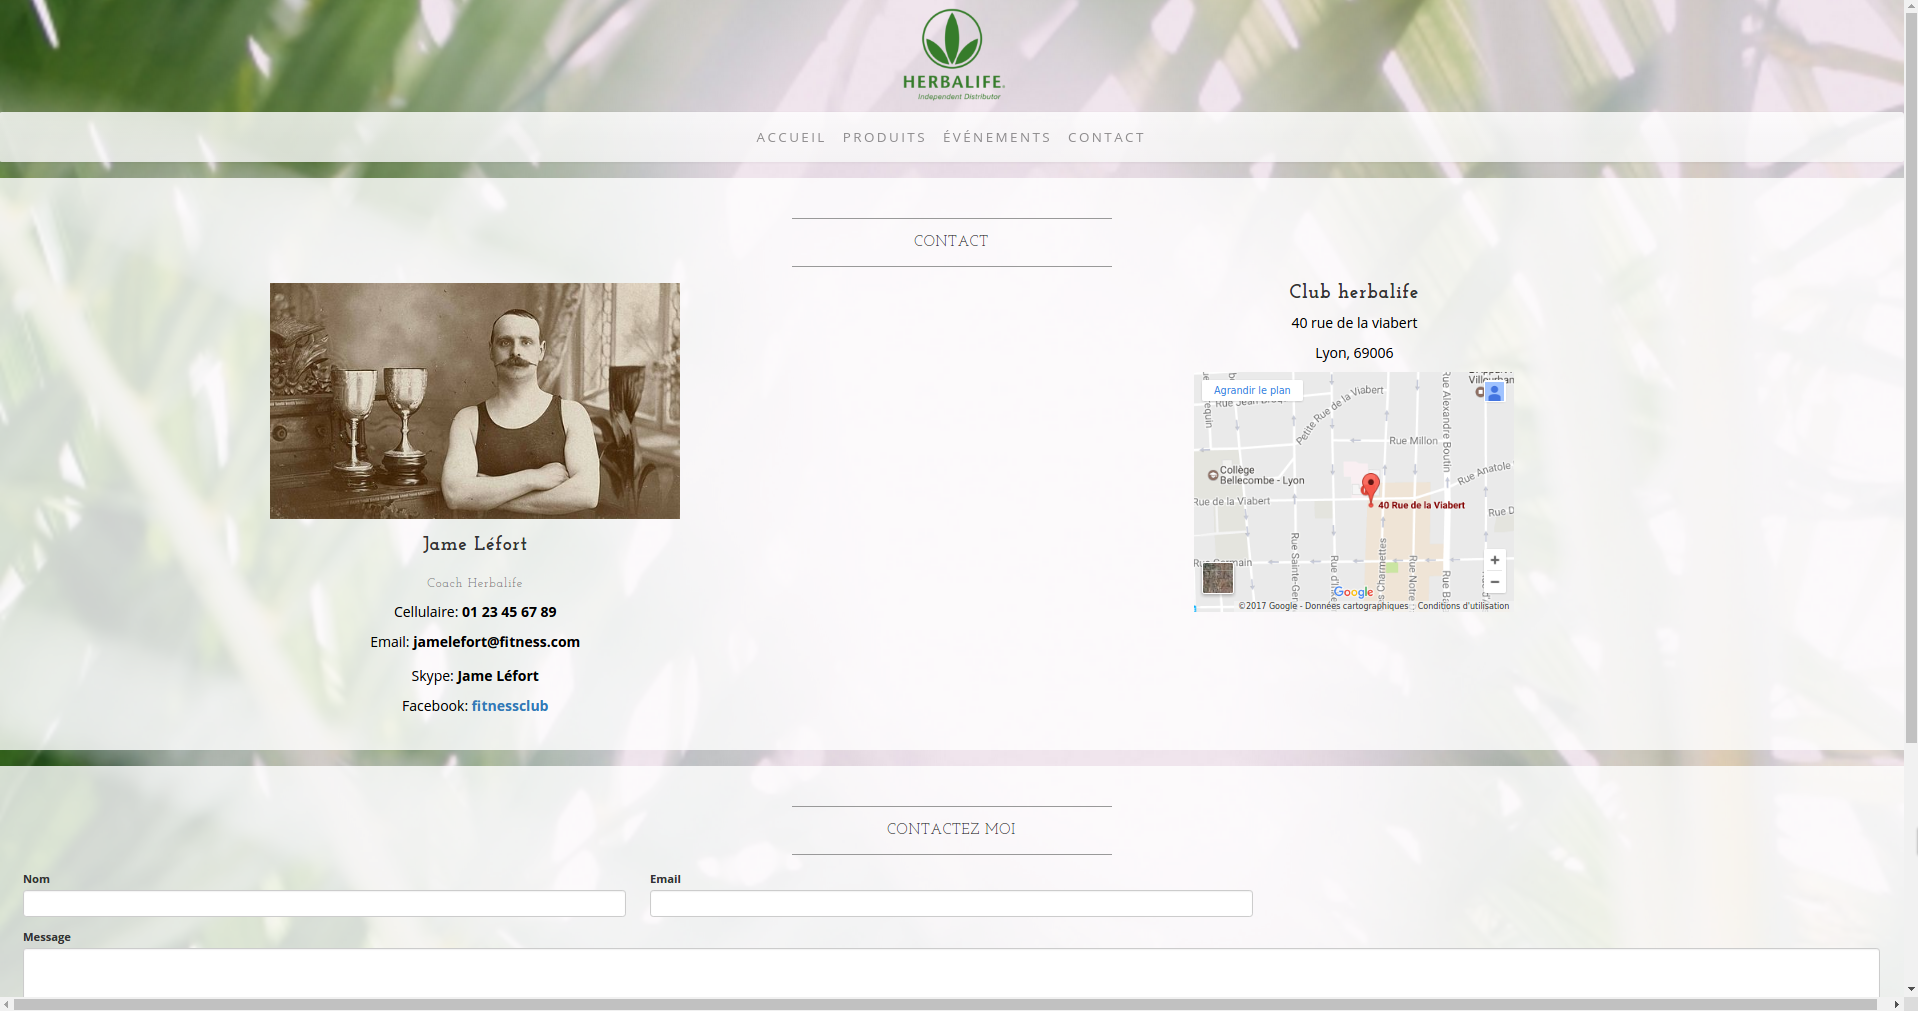 HERBALIFE.
Independent Distributor
ACCUEIL PRODUITS ÉVÉNEMENTS CONTACT
CONTACT
Jame Léfort
Coach Herbalife
Cellulaire: 01 23 45 67 89
Email: jamelefort@fitness.com
Skype: Jame Léfort
Facebook: fitnessclub
Club herbalife
40 rue de la viabert
Lyon, 69006
Agrandir le plan
Petite Rue de la Viabert
Rue Alexandre Boutin
Rue Millon
Rue Anatole
Collège
Bellecombe - Lyon
Rue de la Viabert
40 Rue de la Viabert
Rue D
Rue Germain
Rue Sainte-Ger
Rue d'I
s Charmettes
Rue Notre
Rue Ba
+
−
Google
©2017 Google - Données cartographiques
Conditions d'utilisation
CONTACTEZ MOI
Nom
Email
Message